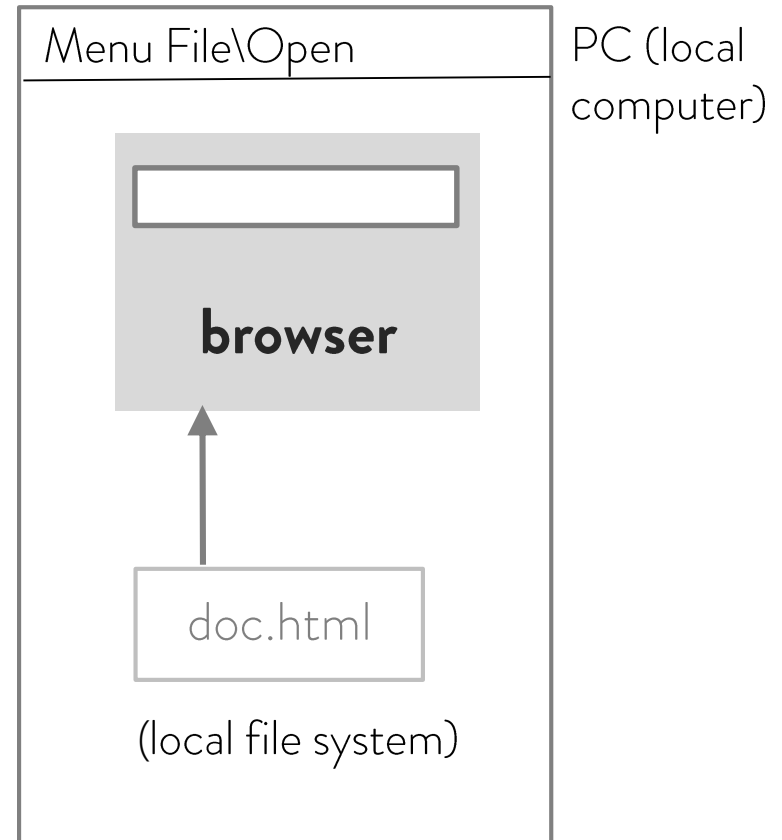 Menu File\Open
PC (local
computer)
browser
doc.html
(local file system)